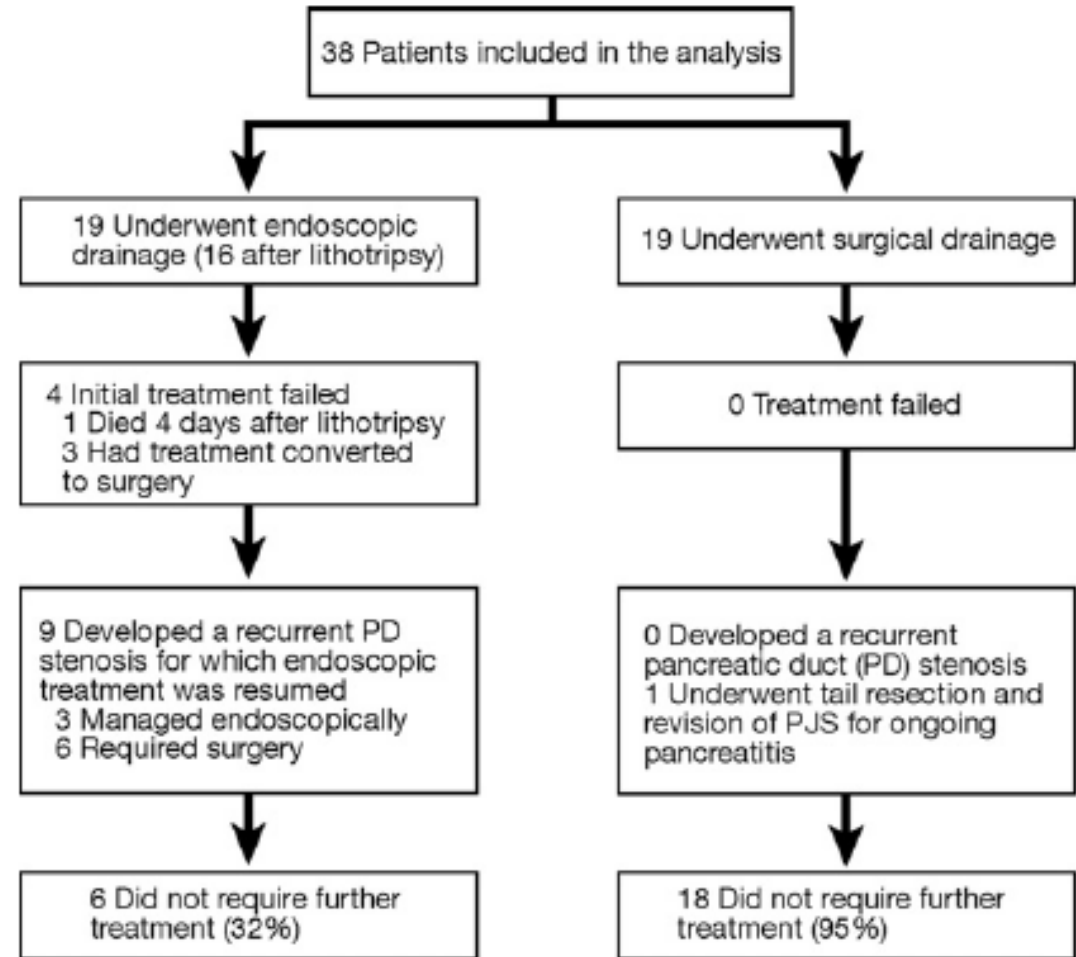 38 Patients included in the analysis
19 Underwent endoscopic
drainage (16 after lithotripsy)
4 Initial treatment failed
1 Died 4 days after lithotripsy
3 Had treatment converted
to surgery
9 Developed a recurrent PD
stenosis for which endoscopic
treatment was resumed
3 Managed endoscopically
6 Required surgery
6 Did not require further
treatment (32%)
19 Underwent surgical drainage
0 Treatment failed
0 Developed a recurrent
pancreatic duct (PD) stenosis
1 Underwent tail resection and
revision of PJS for ongoing
pancreatitis
18 Did not require further
treatment (95%)